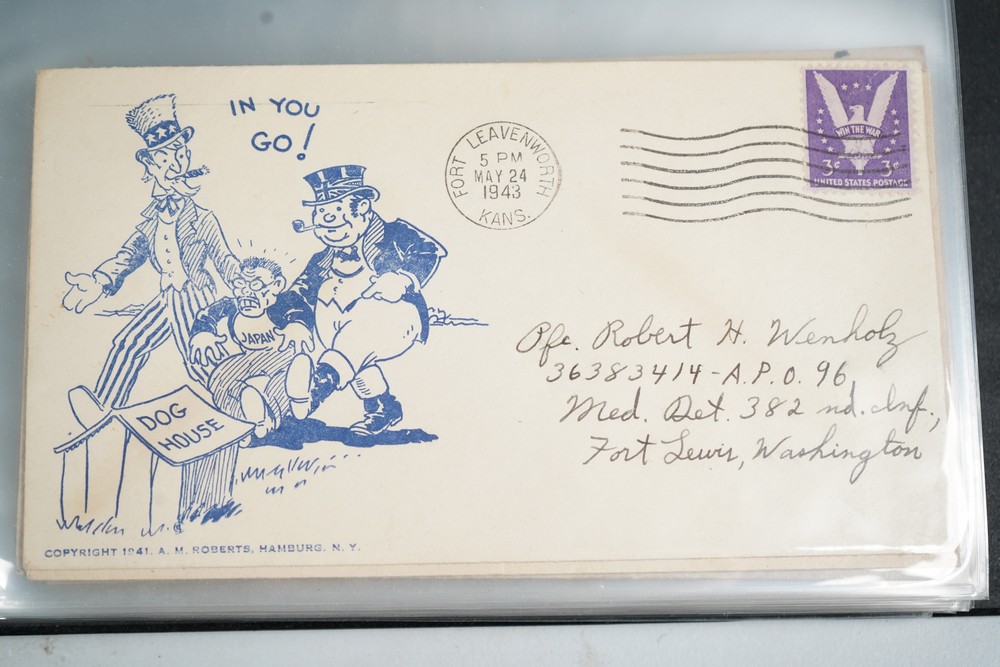 IN YOU
GO!
FORT LEAVENWORTH
5 PM
MAY 24
1943
KANS.
WIN THE WAR
3¢ 3¢
UNITED STATES POSTAGE
JAPAN
DOG
HOUSE
Pfc. Robert H. Wenholz
36383414-A.P.O. 96
Med. Det. 382 nd. Inf.,
Fort Lewis, Washington
COPYRIGHT 1941. A. M. ROBERTS, HAMBURG. N. Y.